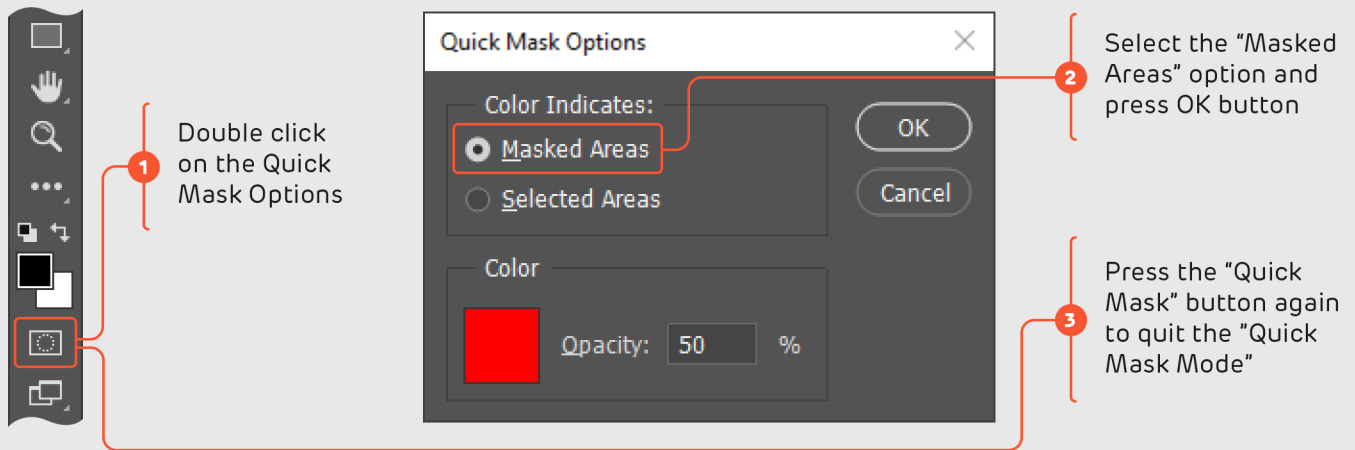 1
Double click
on the Quick
Mask Options
Quick Mask Options
Color Indicates:
Masked Areas
Selected Areas
OK
Cancel
Color
Opacity: 50 %
2
Select the “Masked
Areas” option and
press OK button
3
Press the “Quick
Mask” button again
to quit the “Quick
Mask Mode”